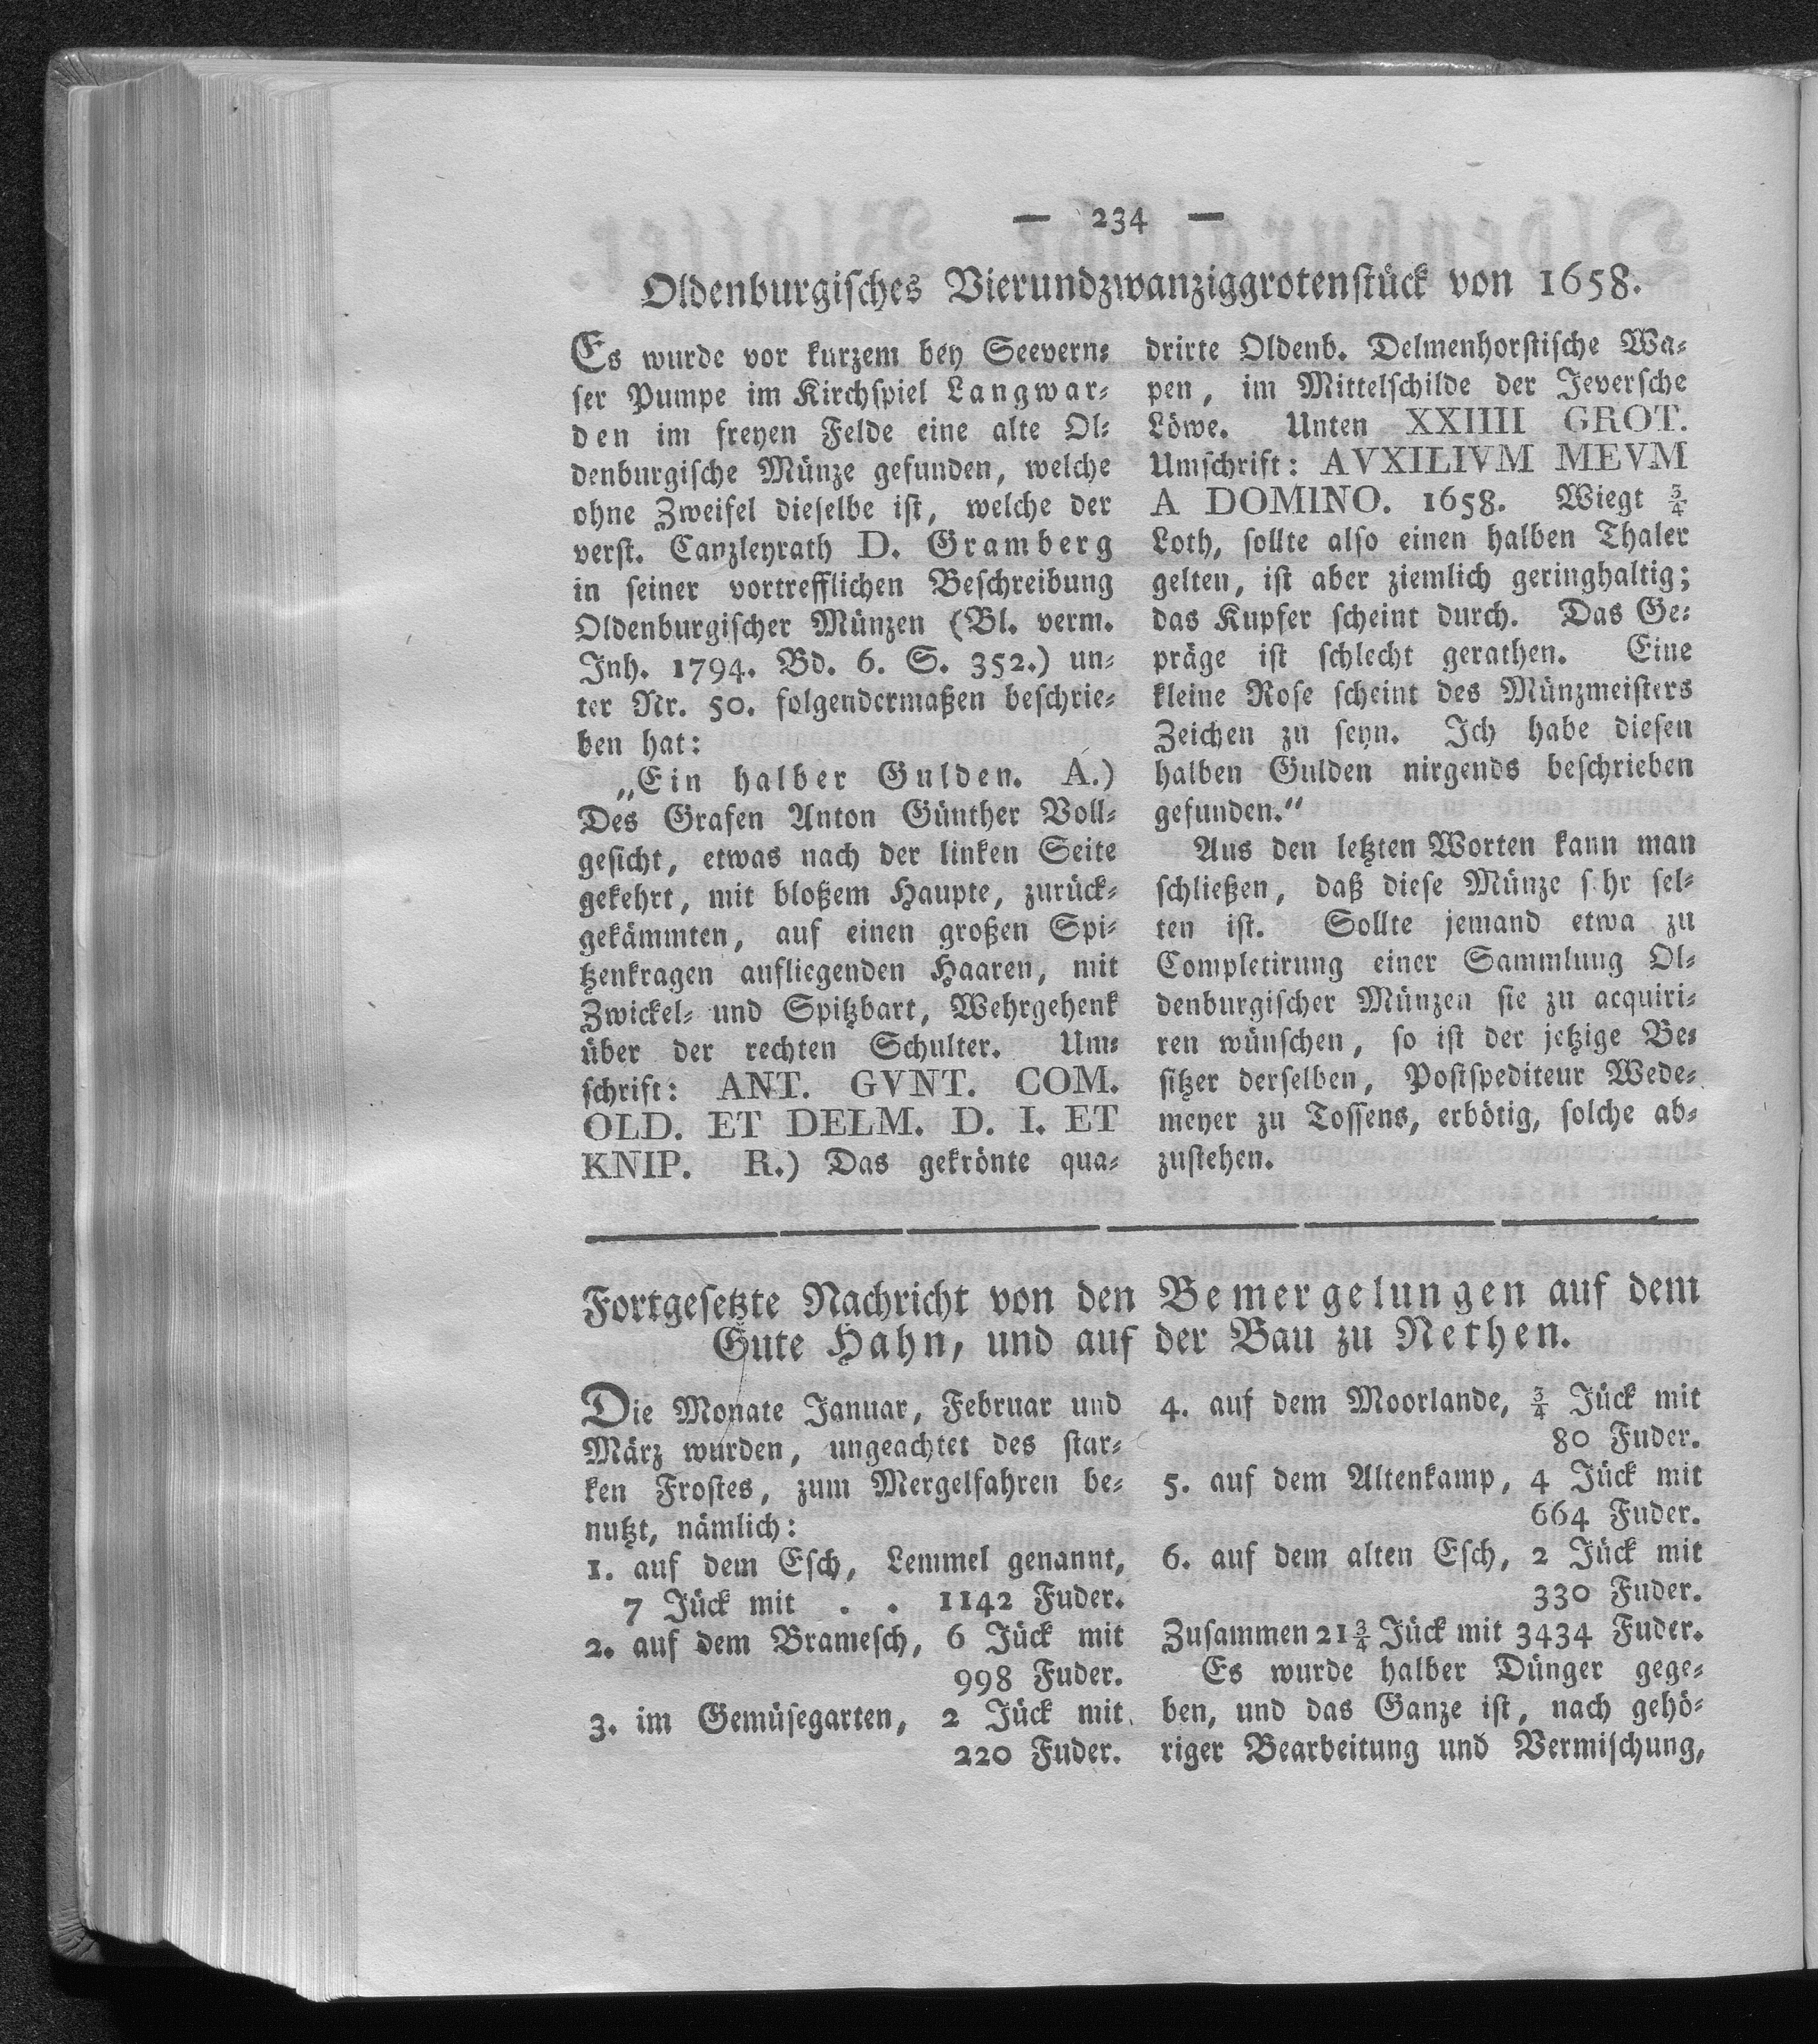 — 234 —
Oldenburgisches Vierundzwanziggrotenstück von 1658.
Es wurde vor kurzem bey Seevern-
ser Pumpe im Kirchspiel Langwar-
den im freyen Felde eine alte Ol-
denburgische Münze gefunden, welche
ohne Zweifel dieselbe ist, welche der
verst. Canzleyrath D. Gramberg
in seiner vortrefflichen Beschreibung
Oldenburgischer Münzen (Bl. verm.
Inh. 1794. Bd. 6. S. 352.) un-
ter Nr. 50. folgendermaßen beschrie-
ben hat:
„Ein halber Gulden. A.)
Des Grafen Anton Günther Voll-
gesicht, etwas nach der linken Seite
gekehrt, mit bloßem Haupte, zurück-
gekämmten, auf einen großen Spi-
tzenkragen aufliegenden Haaren, mit
Zwickel- und Spitzbart, Wehrgehenk
über der rechten Schulter. Um-
schrift: ANT. GVNT. COM.
OLD. ET DELM. D. I. ET
KNIP. R.) Das gekrönte qua-
drirte Oldenb. Delmenhorstische Wa-
pen, im Mittelschilde der Jeversche
Löwe. Unten XXIIII GROT.
Umschrift: AVXILIVM MEVM
A DOMINO. 1658. Wiegt ¾
Loth, sollte also einen halben Thaler
gelten, ist aber ziemlich geringhaltig;
das Kupfer scheint durch. Das Ge-
präge ist schlecht gerathen. Eine
kleine Rose scheint des Münzmeisters
Zeichen zu seyn. Ich habe diesen
halben Gulden nirgends beschrieben
gefunden.“
Aus den letzten Worten kann man
schließen, daß diese Münze s hr sel-
ten ist. Sollte jemand etwa zu
Completirung einer Sammlung Ol-
denburgischer Münzen sie zu acquiri-
ren wünschen, so ist der jetzige Be-
sitzer derselben, Postspediteur Wede-
meyer zu Tossens, erbötig, solche ab-
zustehen.
Fortgesetzte Nachricht von den Bemergelungen auf dem
Gute Hahn, und auf der Bau zu Nethen.
Die Monate Januar, Februar und
März wurden, ungeachtet des star-
ken Frostes, zum Mergelfahren be-
nutzt, nämlich:
1. auf dem Esch, Lemmel genannt,
7 Jück mit . . 1142 Fuder.
2. auf dem Bramesch, 6 Jück mit
998 Fuder.
3. im Gemüsegarten, 2 Jück mit
220 Fuder.
4. auf dem Moorlande, ¾ Jück mit
80 Fuder.
5. auf dem Altenkamp, 4 Jück mit
664 Fuder.
6. auf dem alten Esch, 2 Jück mit
330 Fuder.
Zusammen 21¾ Jück mit 3434 Fuder.
Es wurde halber Dünger gege-
ben, und das Ganze ist, nach gehö-
riger Bearbeitung und Vermischung,